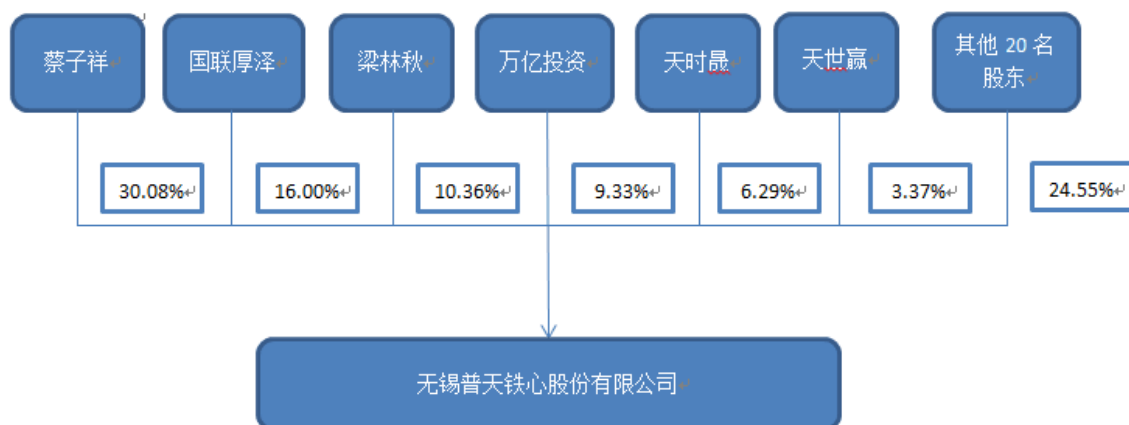 蔡子祥
国联厚泽
梁林秋
万亿投资
天时晟
天世赢
其他 20 名
股东
30.08%
16.00%
10.36%
9.33%
6.29%
3.37%
24.55%
无锡普天铁心股份有限公司